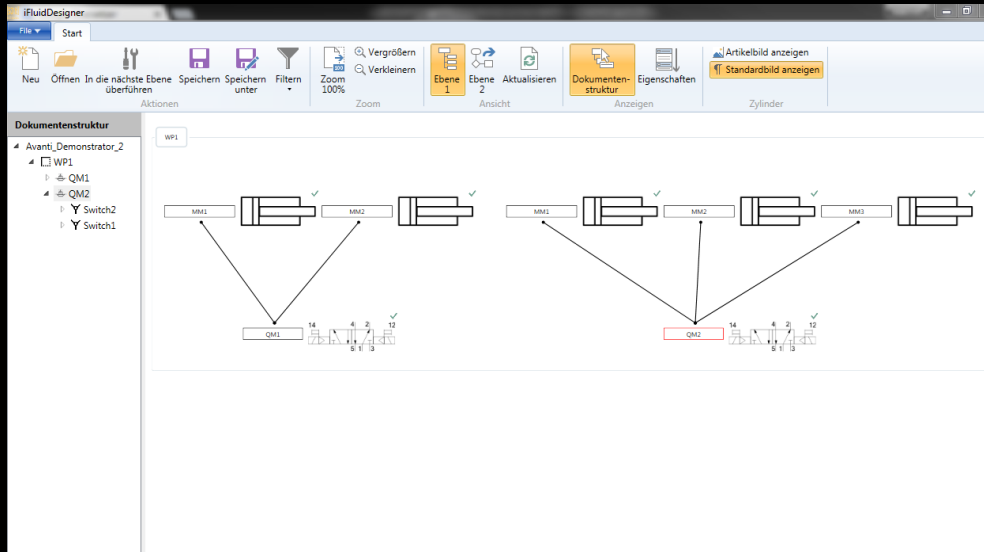 iFluidDesigner
File Start
Neu Öffnen In die nächste Ebene Speichern Speichern Filtern
überführen unter
Aktionen
100
Zoom
100%
Vergrößern
Verkleinern
Zoom
Ebene Ebene Aktualisieren
1 2
Ansicht
Dokumenten- Eigenschaften
struktur
Anzeigen
Artikelbild anzeigen
Standardbild anzeigen
Zylinder
Dokumentenstruktur
Avanti_Demonstrator_2
WP1
QM1
QM2
Switch2
Switch1
WP1
MM1 MM2 MM1 MM2 MM3
14 4 2 12
QM1
5 1 3
14 4 2 12
QM2
5 1 3